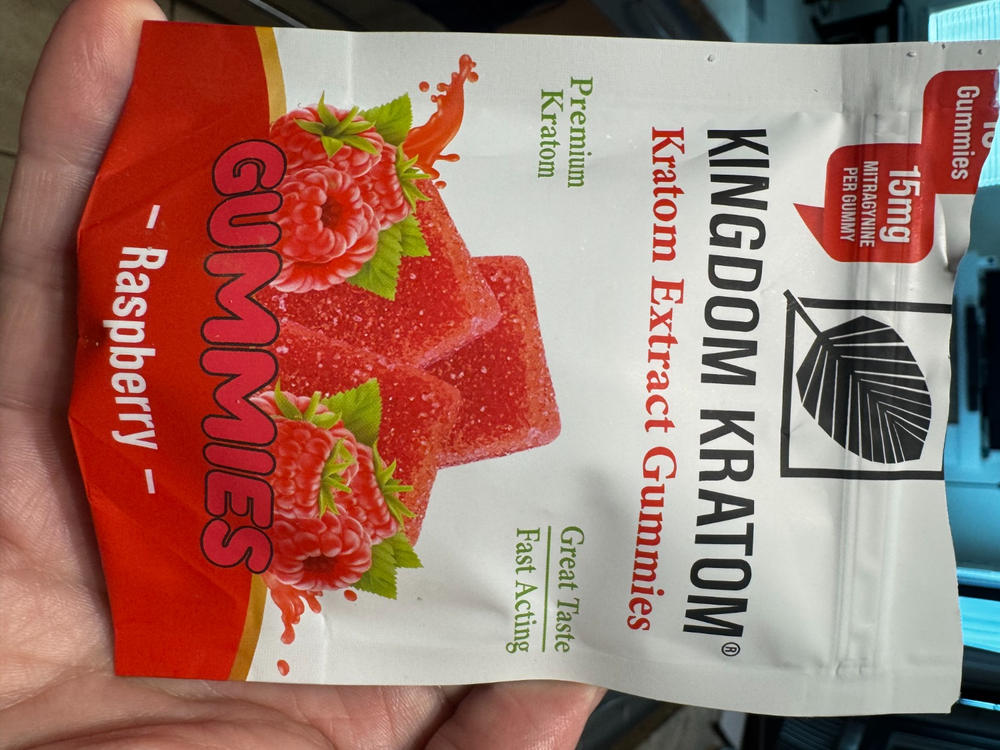 Gummies
15mg
MITRAGYNINE
PER GUMMY
KINGDOM KRATOM®
Kratom Extract Gummies
Premium
Kratom
Great Taste
Fast Acting
GUMMIES
– Raspberry –